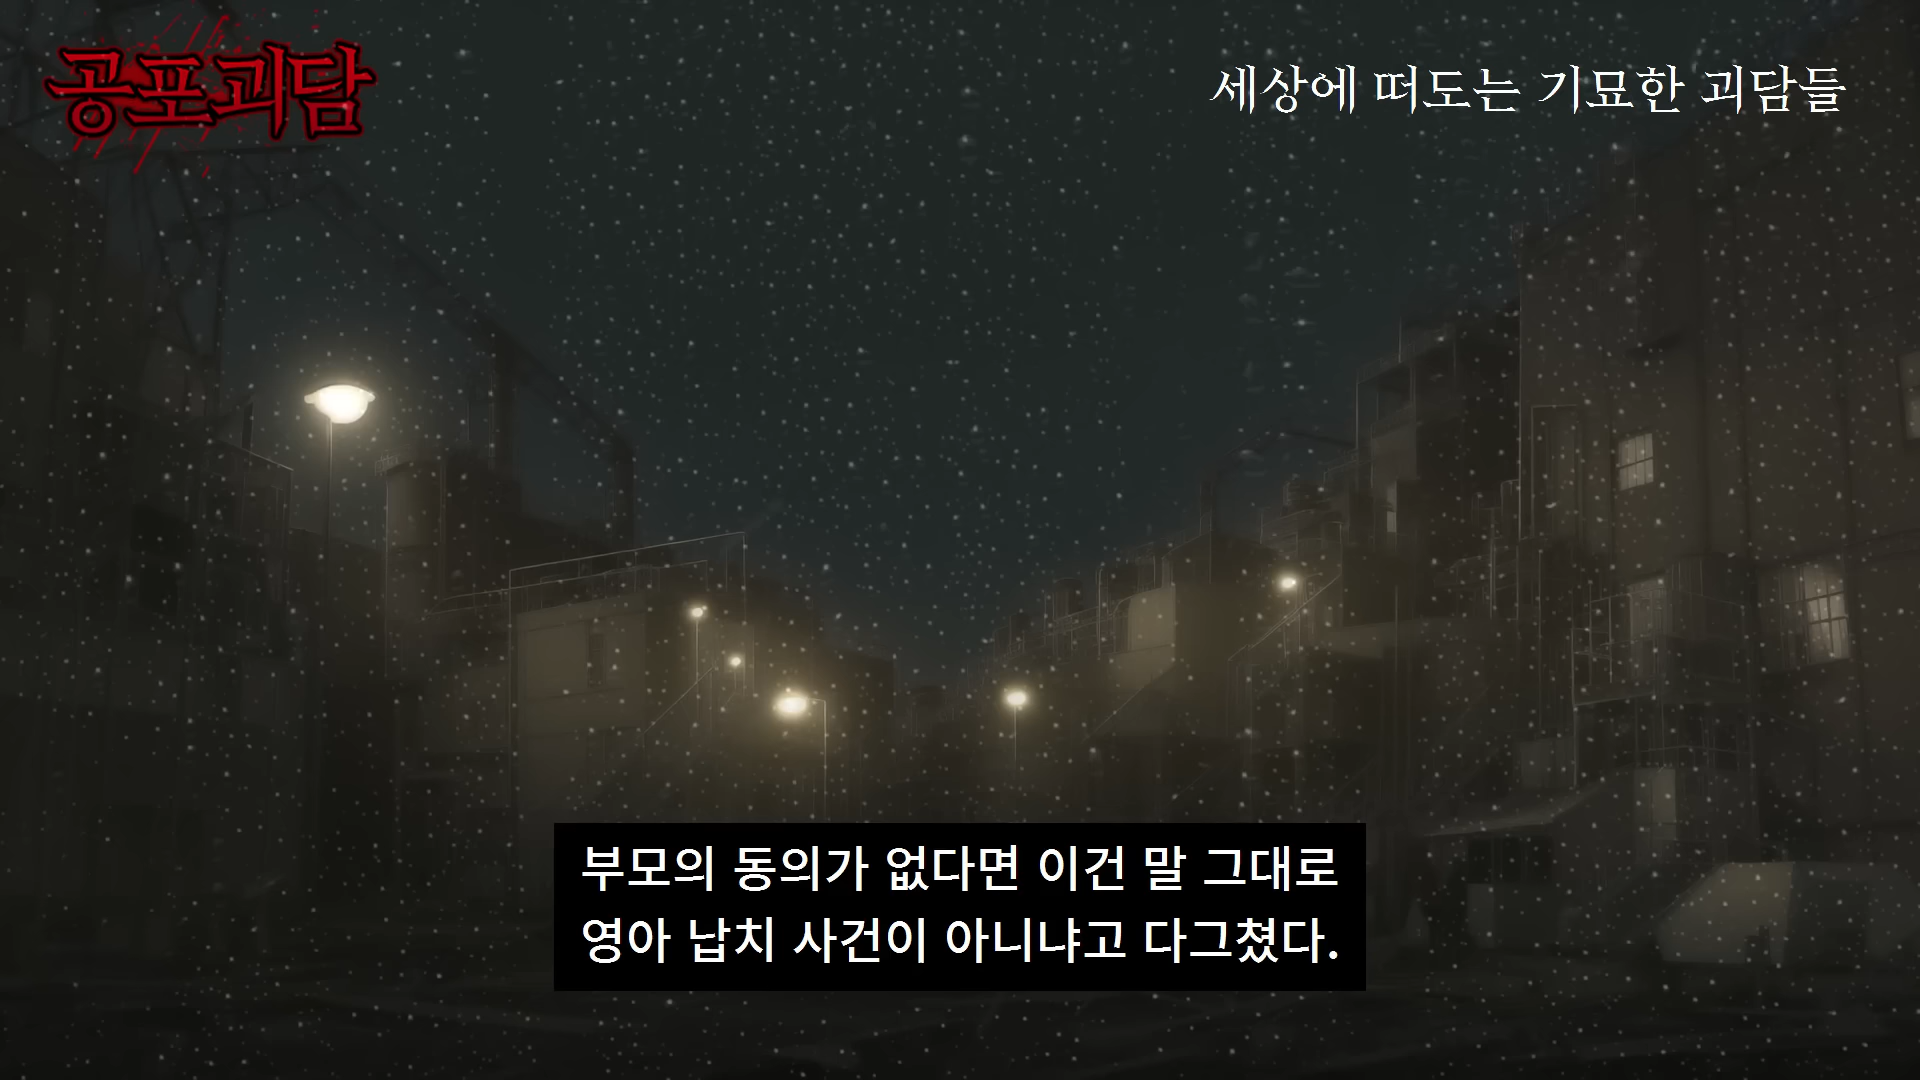 공포괴담
세상에 떠도는 기묘한 괴담들
부모의 동의가 없다면 이건 말 그대로
영아 납치 사건이 아니냐고 다그쳤다.